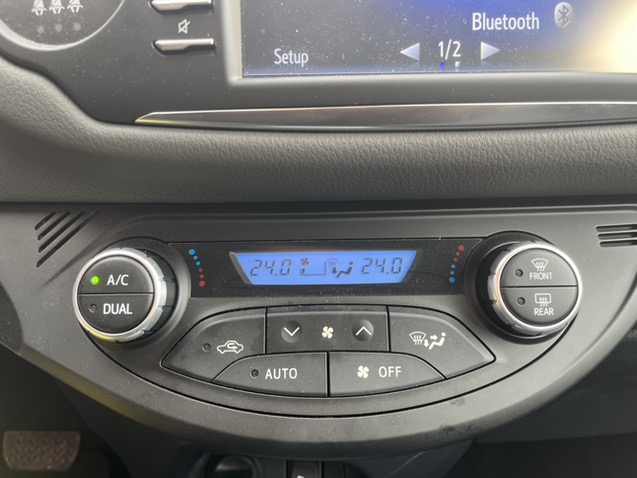 Bluetooth
Setup
1/2
A/C
DUAL
24.0
24.0
FRONT
REAR
AUTO
OFF